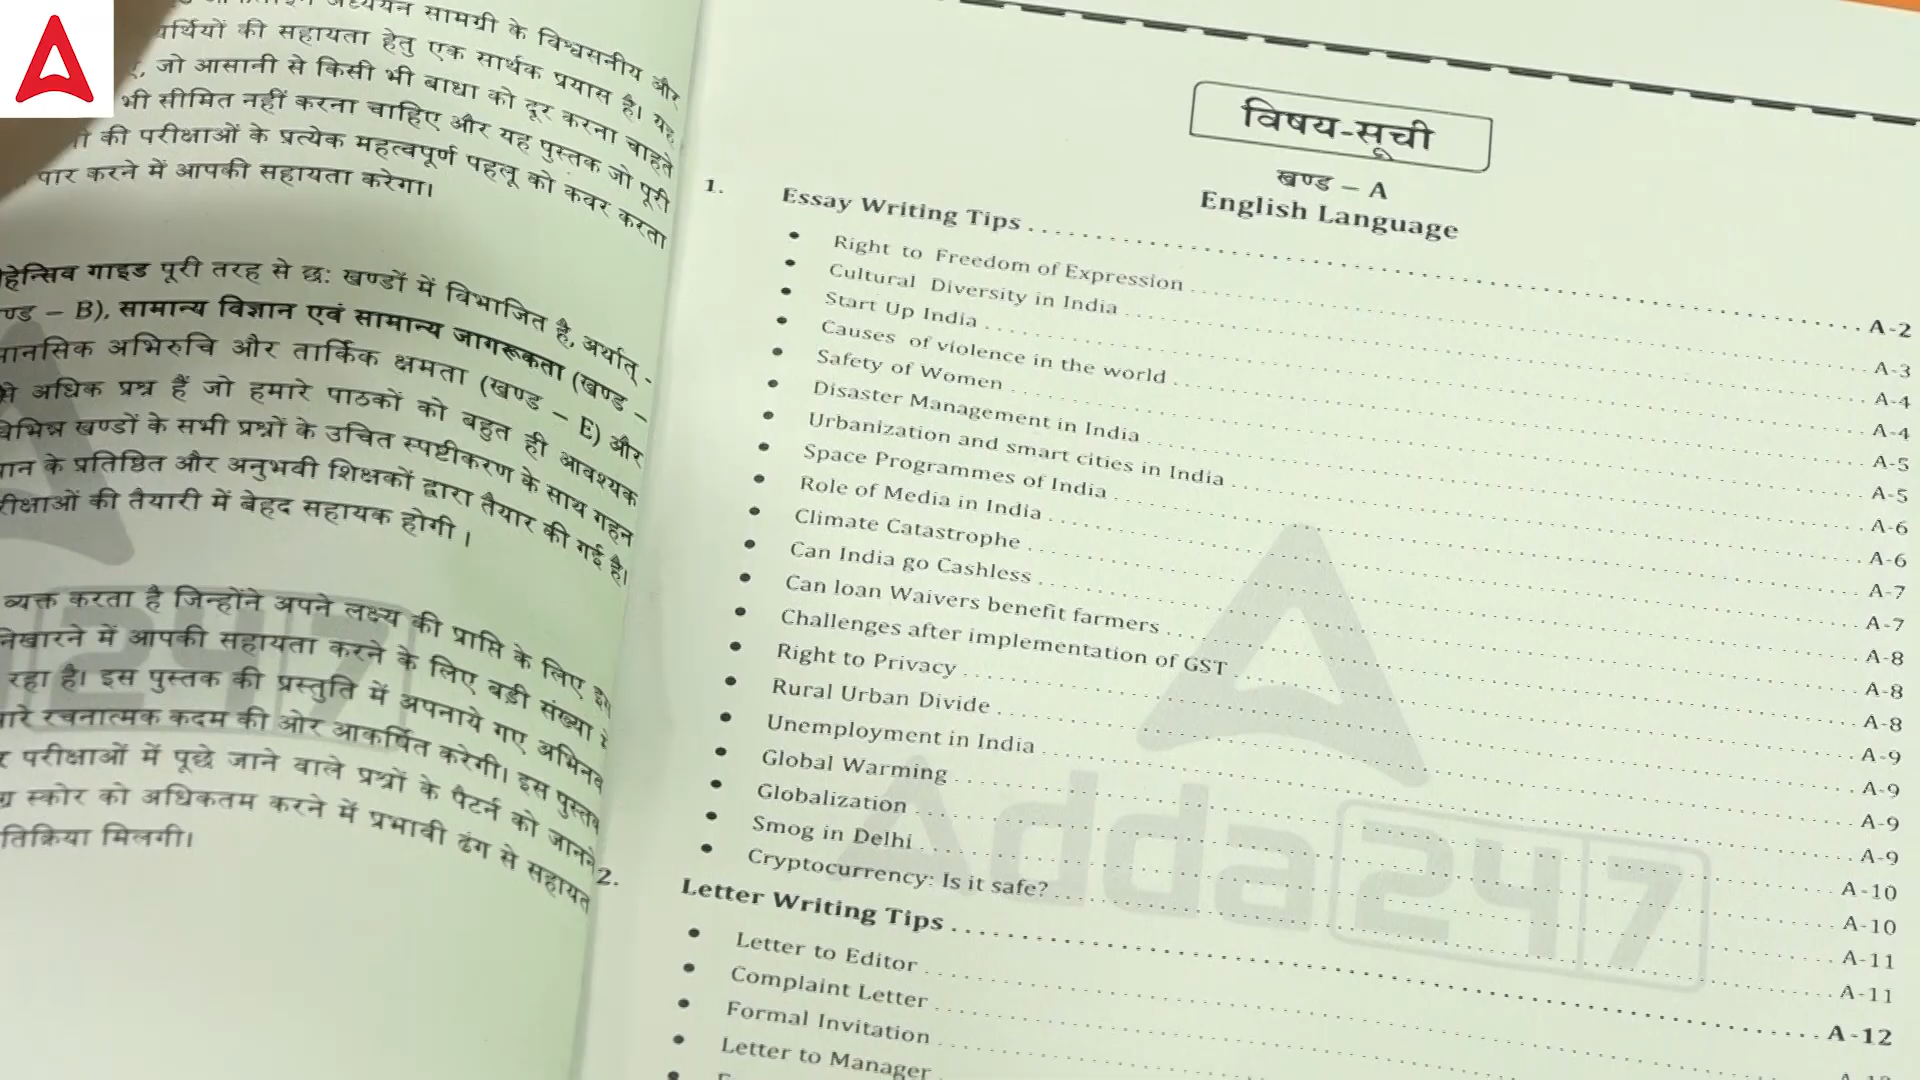 सामग्री के विश्वसनीय और
की सहायता हेतु एक सार्थक प्रयास है। यह
जो आसानी से किसी भी बाधा को दूर करना चाहते
भी सीमित नहीं करना चाहिए और यह पुस्तक जो पूरी
की परीक्षाओं के प्रत्येक महत्वपूर्ण पहलू को कवर करता
पार करने में आपकी सहायता करेगा।
गाइड पूरी तरह से छ: खण्डों में विभाजित है, अर्थात् -
– B), सामान्य विज्ञान एवं सामान्य जागरूकता (खण्ड –
अभिरुचि और तार्किक क्षमता (खण्ड – E) और
अधिक प्रश्न हैं जो हमारे पाठकों को बहुत ही आवश्यक
विभिन्न खण्डों के सभी प्रश्नों के उचित स्पष्टीकरण के साथ गहन
के प्रतिष्ठित और अनुभवी शिक्षकों द्वारा तैयार की गई है।
की तैयारी में बेहद सहायक होगी ।
व्यक्त करता है जिन्होंने अपने लक्ष्य की प्राप्ति के लिए
में आपकी सहायता करने के लिए बड़ी संख्या
रहा है। इस पुस्तक की प्रस्तुति में अपनाये गए अभिनव
रचनात्मक कदम की ओर आकर्षित करेगी। इस पुस्तक
परीक्षाओं में पूछे जाने वाले प्रश्नों के पैटर्न को जानने
स्कोर को अधिकतम करने में प्रभावी ढंग से सहायता
मिलगी।
विषय-सूची
खण्ड – A
English Language
1. Essay Writing Tips A-2
• Right to Freedom of Expression A-3
• Cultural Diversity in India A-4
• Start Up India A-4
• Causes of violence in the world A-5
• Safety of Women A-5
• Disaster Management in India A-6
• Urbanization and smart cities in India A-6
• Space Programmes of India A-7
• Role of Media in India A-7
• Climate Catastrophe A-8
• Can India go Cashless A-8
• Can loan Waivers benefit farmers A-8
• Challenges after implementation of GST A-9
• Right to Privacy A-9
• Rural Urban Divide A-9
• Unemployment in India A-9
• Global Warming A-10
• Globalization A-10
• Smog in Delhi A-11
• Cryptocurrency: Is it safe? A-11
2. Letter Writing Tips A-12
• Letter to Editor
• Complaint Letter
• Formal Invitation
• Letter to Manager
Adda247